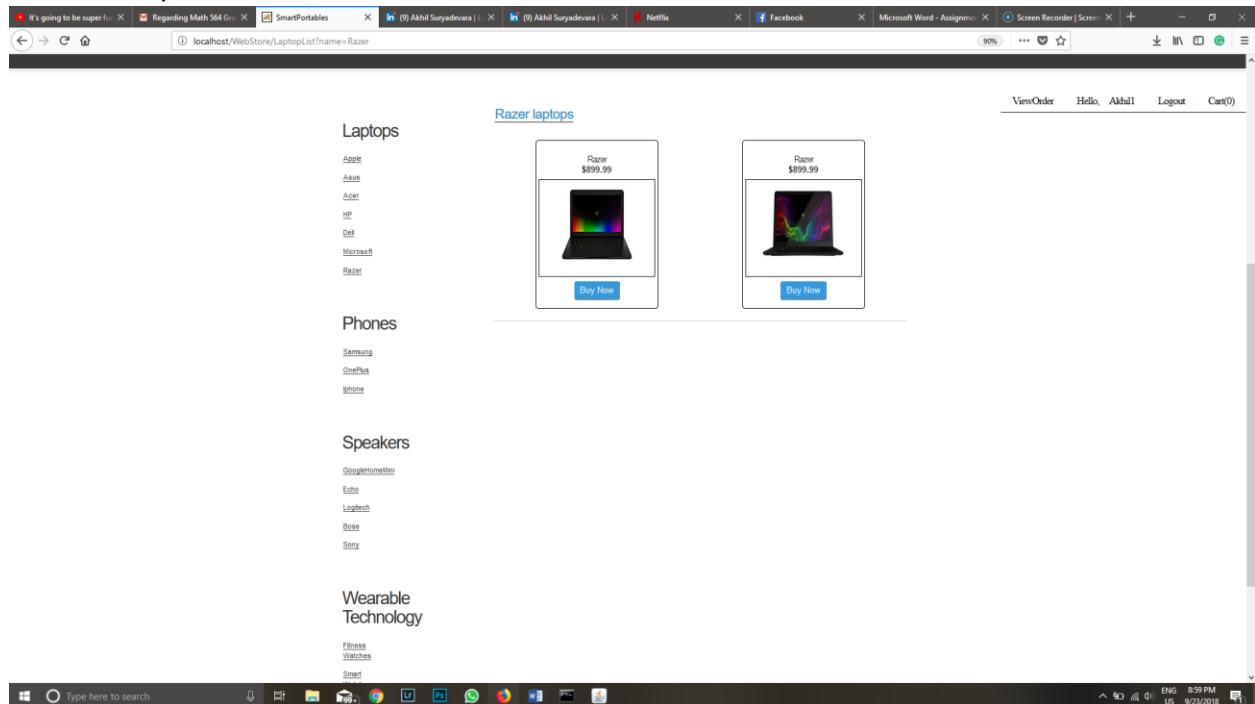 It's going to be super fu
Regarding Math 564 Gr
SmartPortables
(9) Akhil Suryadevara | L
(9) Akhil Suryadevara | L
Netflix
Facebook
Microsoft Word - Assignme
Screen Recorder | Scree
localhost/WebStore/LaptopList?name=Razer
90%
ViewOrder Hello, Akhil1 Logout Cart(0)
Razer laptops
Laptops
Apple
Asus
Acer
HP
Dell
Microsoft
Razer
Razer
$899.99
Buy Now
Razer
$899.99
Buy Now
Phones
Samsung
OnePlus
Iphone
Speakers
GoogleHomeMini
Echo
Logitech
Bose
Sony
Wearable
Technology
Fitness
Watches
Smart
Type here to search
99+
Lr
Ps
ENG
US
8:59 PM
9/23/2018